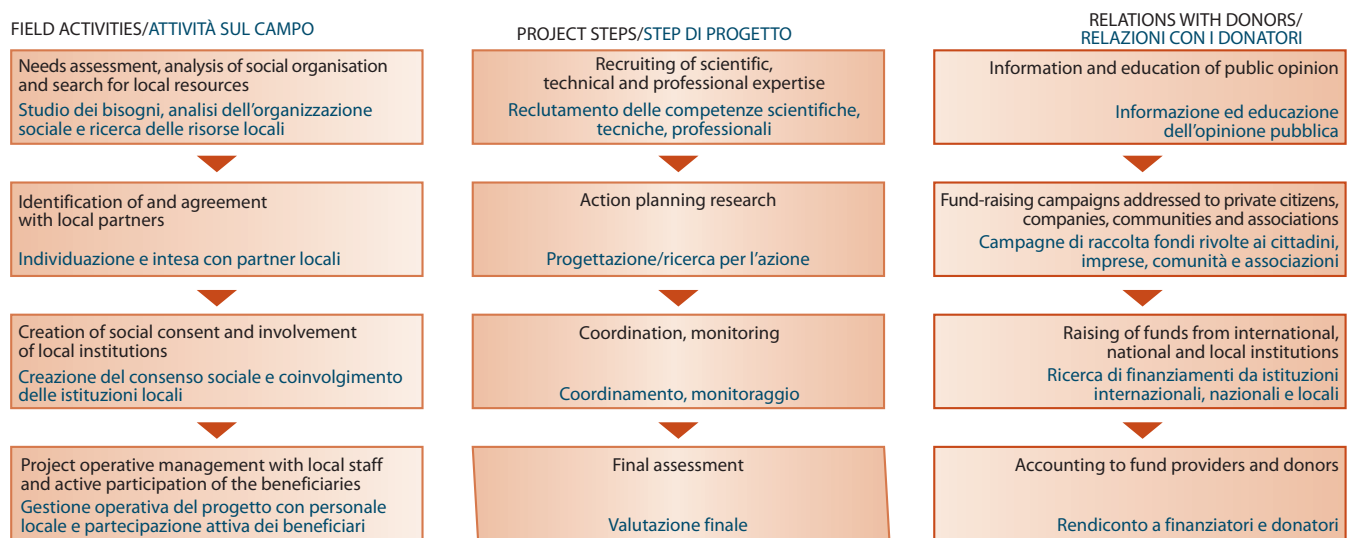 FIELD ACTIVITIES/ATTIVITÀ SUL CAMPO
Needs assessment, analysis of social organisation
and search for local resources
Studio dei bisogni, analisi dell’organizzazione
sociale e ricerca delle risorse locali
Identification of and agreement
with local partners
Individuazione e intesa con partner locali
Creation of social consent and involvement
of local institutions
Creazione del consenso sociale e coinvolgimento
delle istituzioni locali
Project operative management with local staff
and active participation of the beneficiaries
Gestione operativa del progetto con personale
locale e partecipazione attiva dei beneficiari
PROJECT STEPS/STEP DI PROGETTO
Recruiting of scientific,
technical and professional expertise
Reclutamento delle competenze scientifiche,
tecniche, professionali
Action planning research
Progettazione/ricerca per l’azione
Coordination, monitoring
Coordinamento, monitoraggio
Final assessment
Valutazione finale
RELATIONS WITH DONORS/
RELAZIONI CON I DONATORI
Information and education of public opinion
Informazione ed educazione
dell’opinione pubblica
Fund-raising campaigns addressed to private citizens,
companies, communities and associations
Campagne di raccolta fondi rivolte ai cittadini,
imprese, comunità e associazioni
Raising of funds from international,
national and local institutions
Ricerca di finanziamenti da istituzioni
internazionali, nazionali e locali
Accounting to fund providers and donors
Rendiconto a finanziatori e donatori